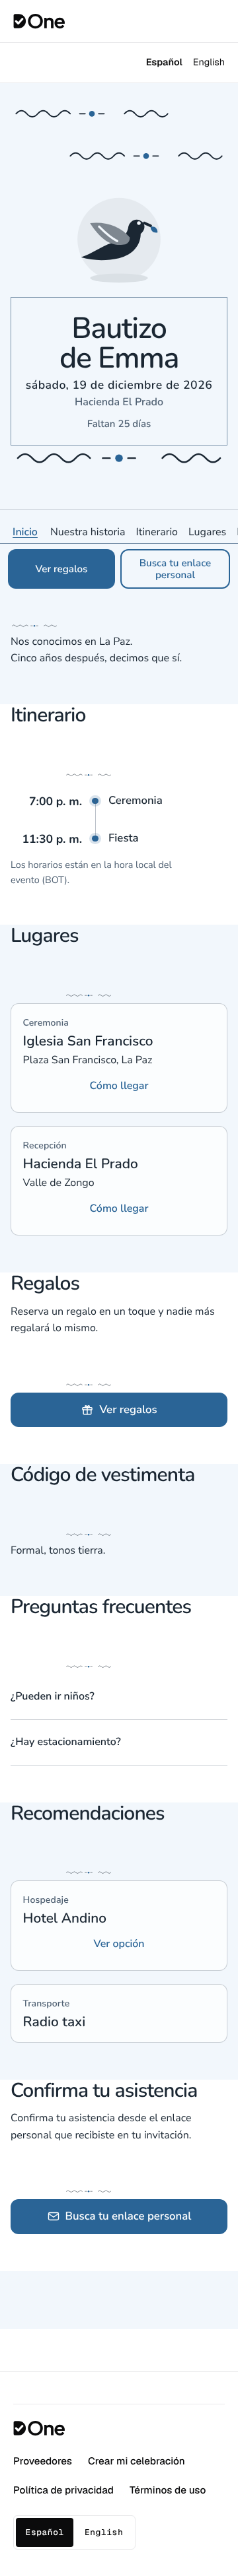 One
Español English
Bautizo
de Emma
sábado, 19 de diciembre de 2026
Hacienda El Prado
Faltan 25 días
Inicio Nuestra historia Itinerario Lugares
Ver regalos
Busca tu enlace
personal
Nos conocimos en La Paz.
Cinco años después, decimos que sí.
Itinerario
7:00 p. m. Ceremonia
11:30 p. m. Fiesta
Los horarios están en la hora local del
evento (BOT).
Lugares
Ceremonia
Iglesia San Francisco
Plaza San Francisco, La Paz
Cómo llegar
Recepción
Hacienda El Prado
Valle de Zongo
Cómo llegar
Regalos
Reserva un regalo en un toque y nadie más
regalará lo mismo.
Ver regalos
Código de vestimenta
Formal, tonos tierra.
Preguntas frecuentes
¿Pueden ir niños?
¿Hay estacionamiento?
Recomendaciones
Hospedaje
Hotel Andino
Ver opción
Transporte
Radio taxi
Confirma tu asistencia
Confirma tu asistencia desde el enlace
personal que recibiste en tu invitación.
Busca tu enlace personal
One
Proveedores Crear mi celebración
Política de privacidad Términos de uso
Español English